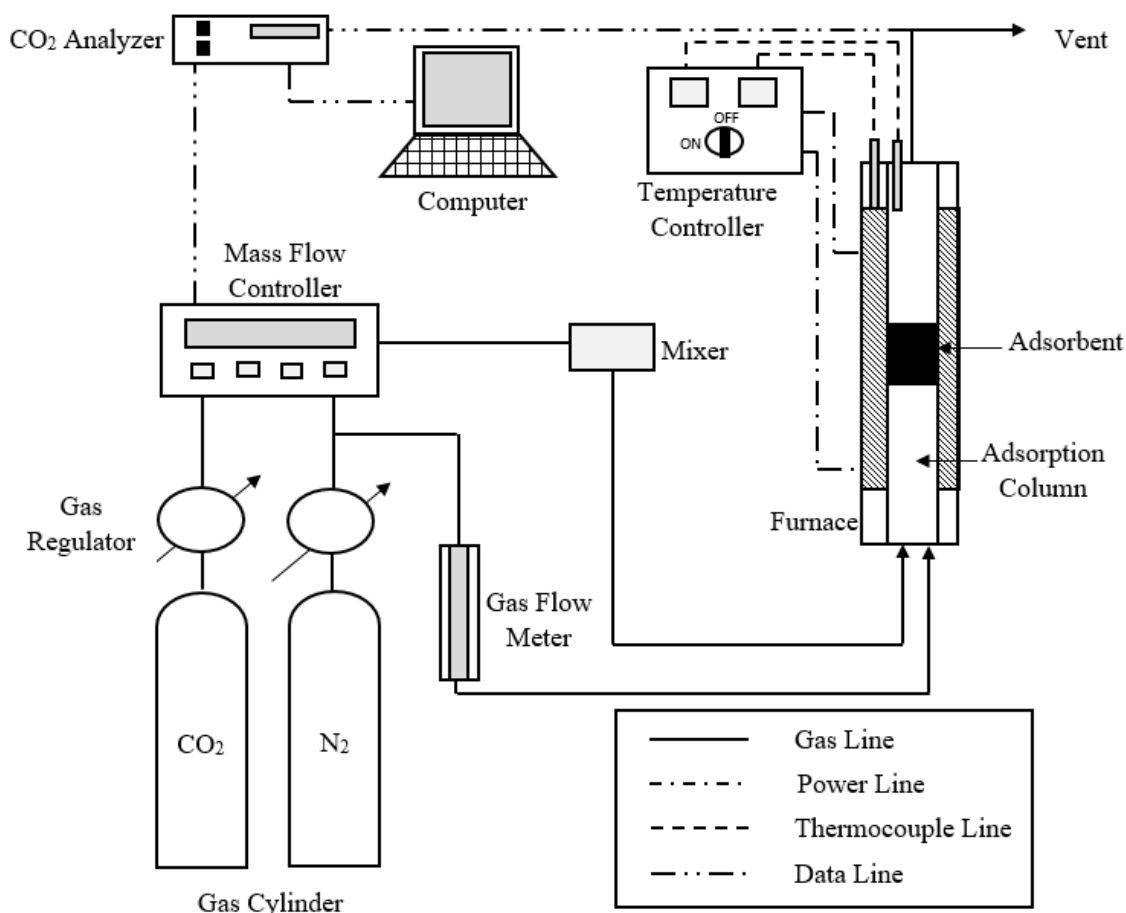 CO₂ Analyzer
Vent
OFF
ON
Computer
Temperature
Controller
Mass Flow
Controller
Mixer
Adsorbent
Adsorption
Column
Gas
Regulator
Furnace
Gas Flow
Meter
CO₂
N₂
Gas Line
Power Line
Thermocouple Line
Data Line
Gas Cylinder